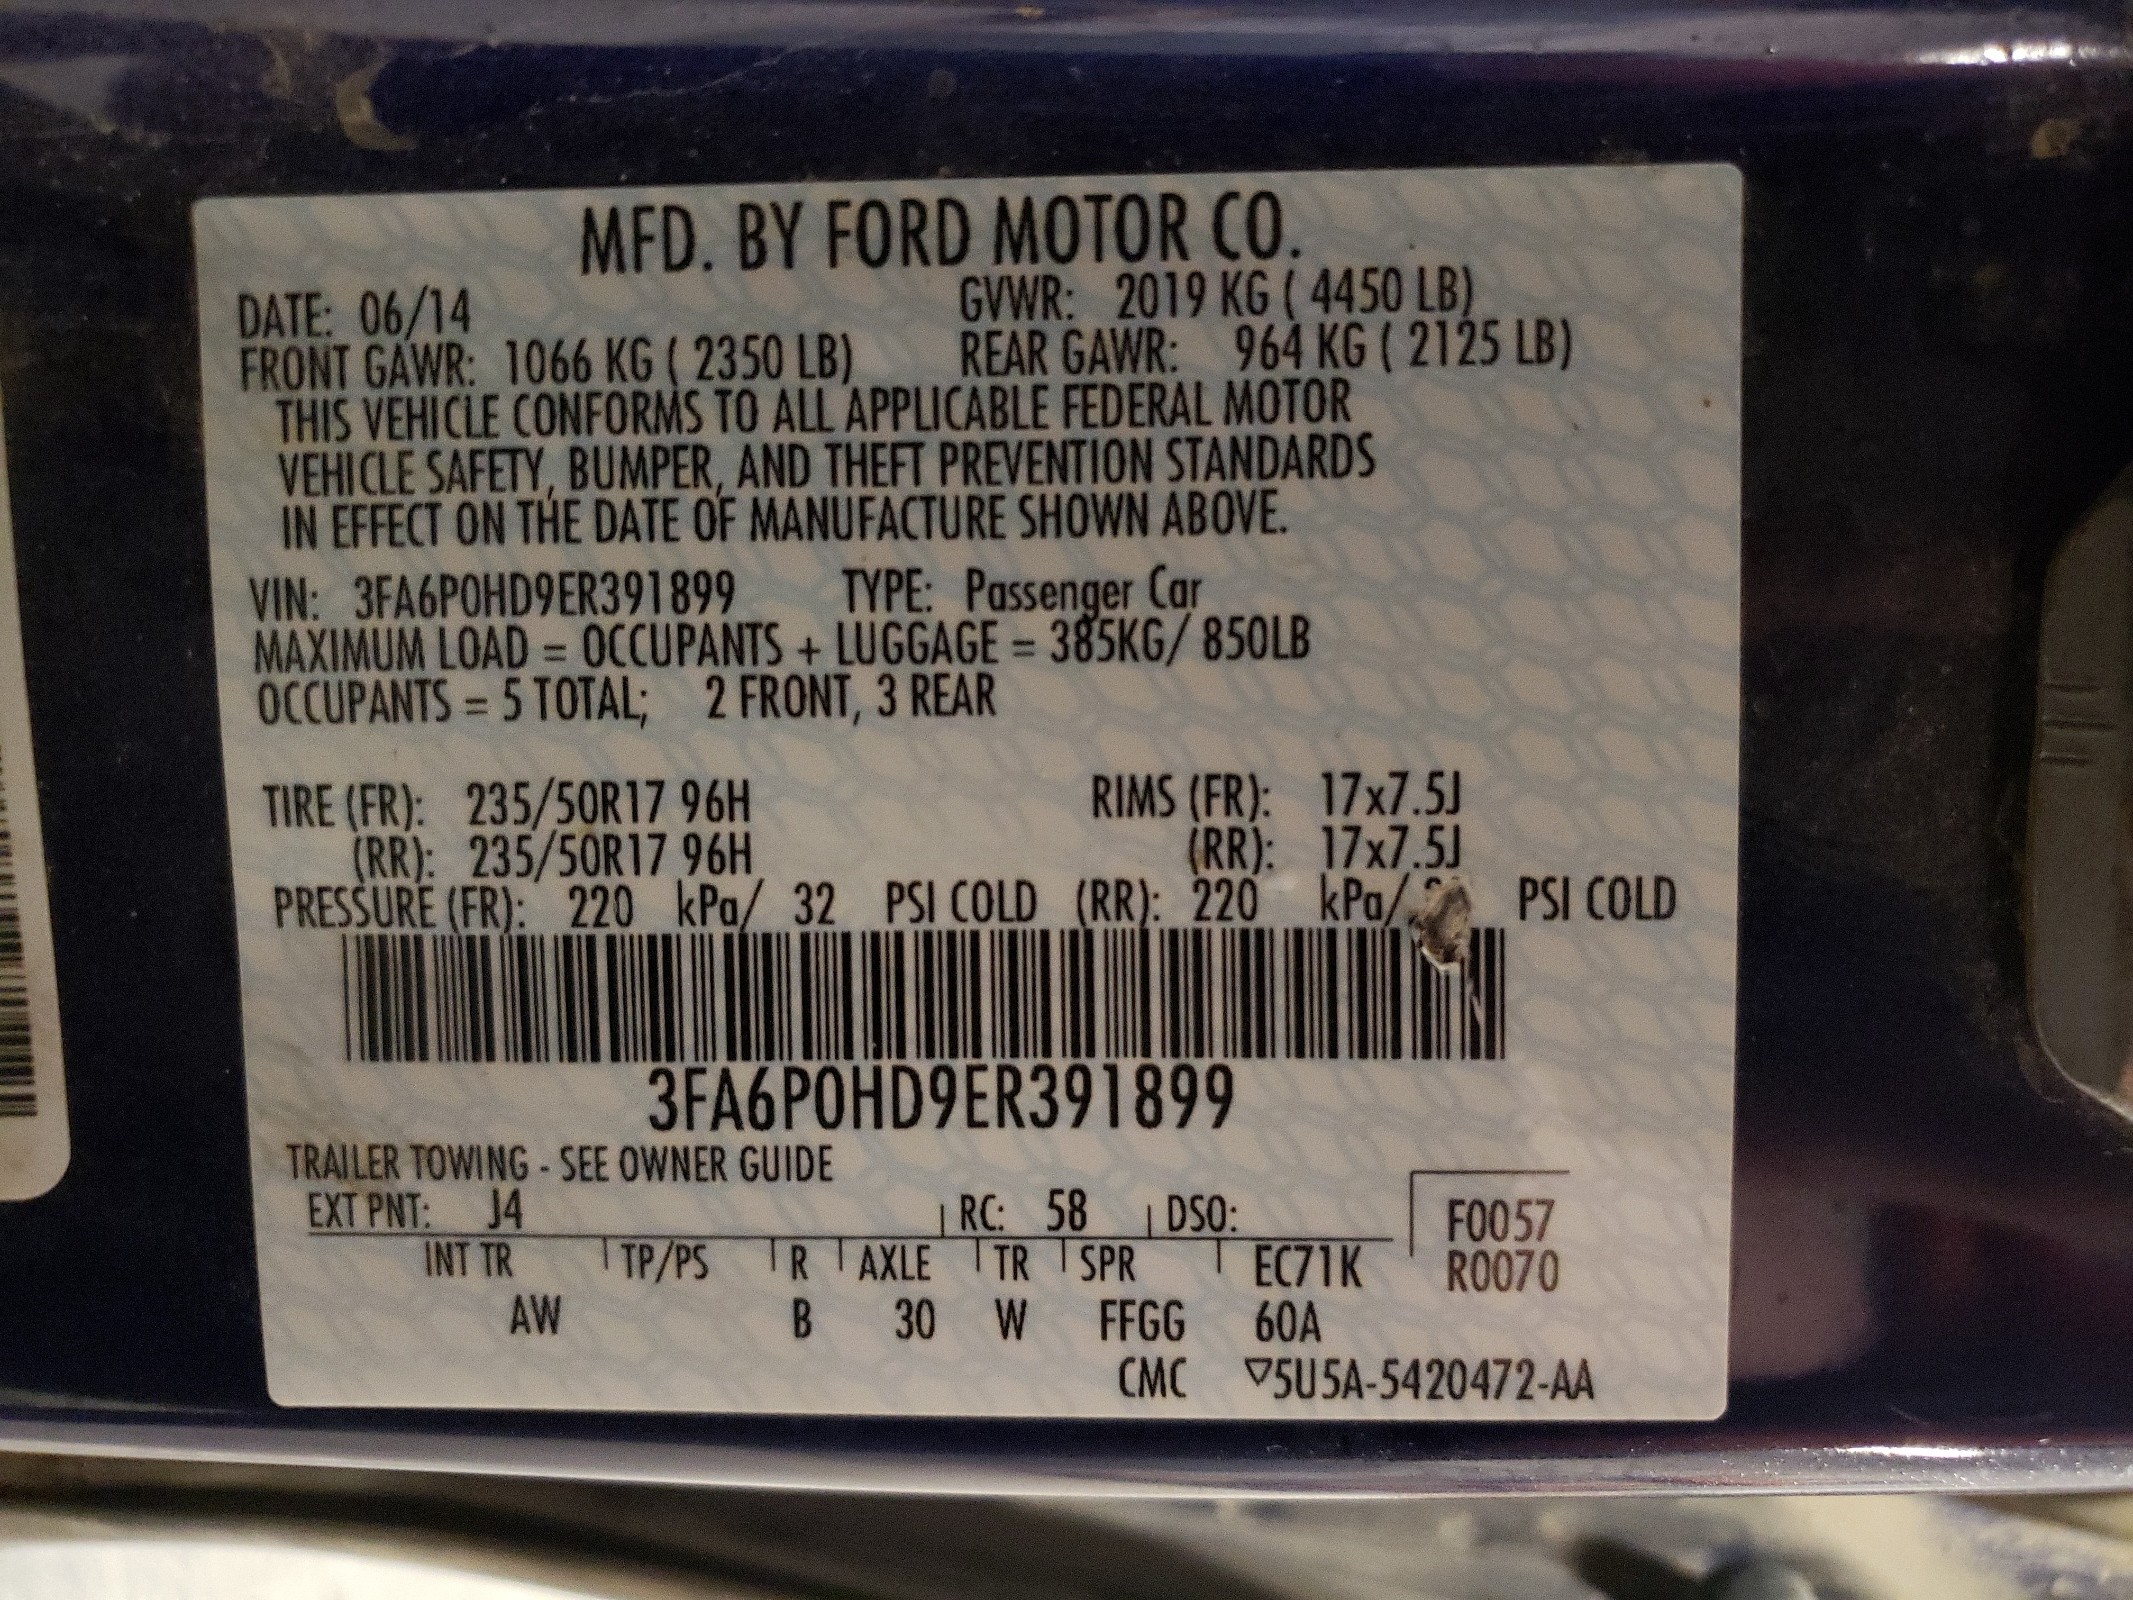 MFD. BY FORD MOTOR CO.
DATE: 06/14 GVWR: 2019 KG ( 4450 LB)
FRONT GAWR: 1066 KG ( 2350 LB) REAR GAWR: 964 KG ( 2125 LB)
THIS VEHICLE CONFORMS TO ALL APPLICABLE FEDERAL MOTOR
VEHICLE SAFETY, BUMPER, AND THEFT PREVENTION STANDARDS
IN EFFECT ON THE DATE OF MANUFACTURE SHOWN ABOVE.
VIN: 3FA6P0HD9ER391899 TYPE: Passenger Car
MAXIMUM LOAD = OCCUPANTS + LUGGAGE = 385KG/ 850LB
OCCUPANTS = 5 TOTAL; 2 FRONT, 3 REAR
TIRE (FR): 235/50R17 96H RIMS (FR): 17x7.5J
(RR): 235/50R17 96H (RR): 17x7.5J
PRESSURE (FR): 220 kPa/ 32 PSI COLD (RR): 220 kPa/ PSI COLD
3FA6P0HD9ER391899
TRAILER TOWING - SEE OWNER GUIDE
EXT PNT: J4 RC: 58 DSO: F0057
INT TR TP/PS R AXLE TR SPR EC71K R0070
AW B 30 W FFGG 60A
CMC ▽5U5A-5420472-AA